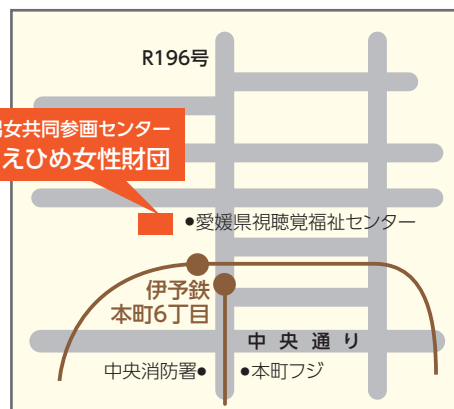 R196号
男女共同参画センター
えひめ女性財団
●愛媛県視聴覚福祉センター
伊予鉄
本町6丁目
中央通り
中央消防署●
●本町フジ